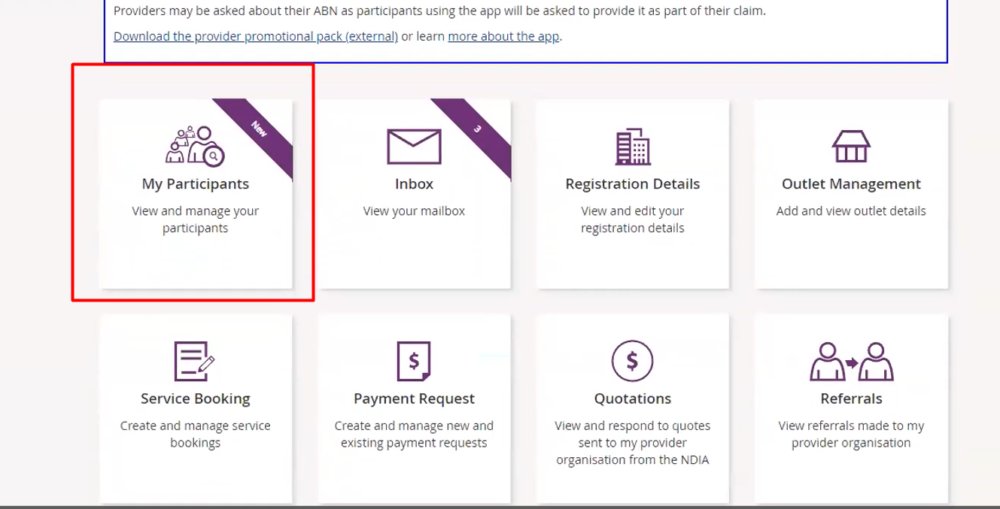 Providers may be asked about their ABN as participants using the app will be asked to provide it as part of their claim.
Download the provider promotional pack (external) or learn more about the app.
New
My Participants
View and manage your
participants
3
Inbox
View your mailbox
Registration Details
View and edit your
registration details
Outlet Management
Add and view outlet details
Service Booking
Create and manage service
bookings
$
Payment Request
Create and manage new and
existing payment requests
$
Quotations
View and respond to quotes
sent to my provider
organisation from the NDIA
Referrals
View referrals made to my
provider organisation